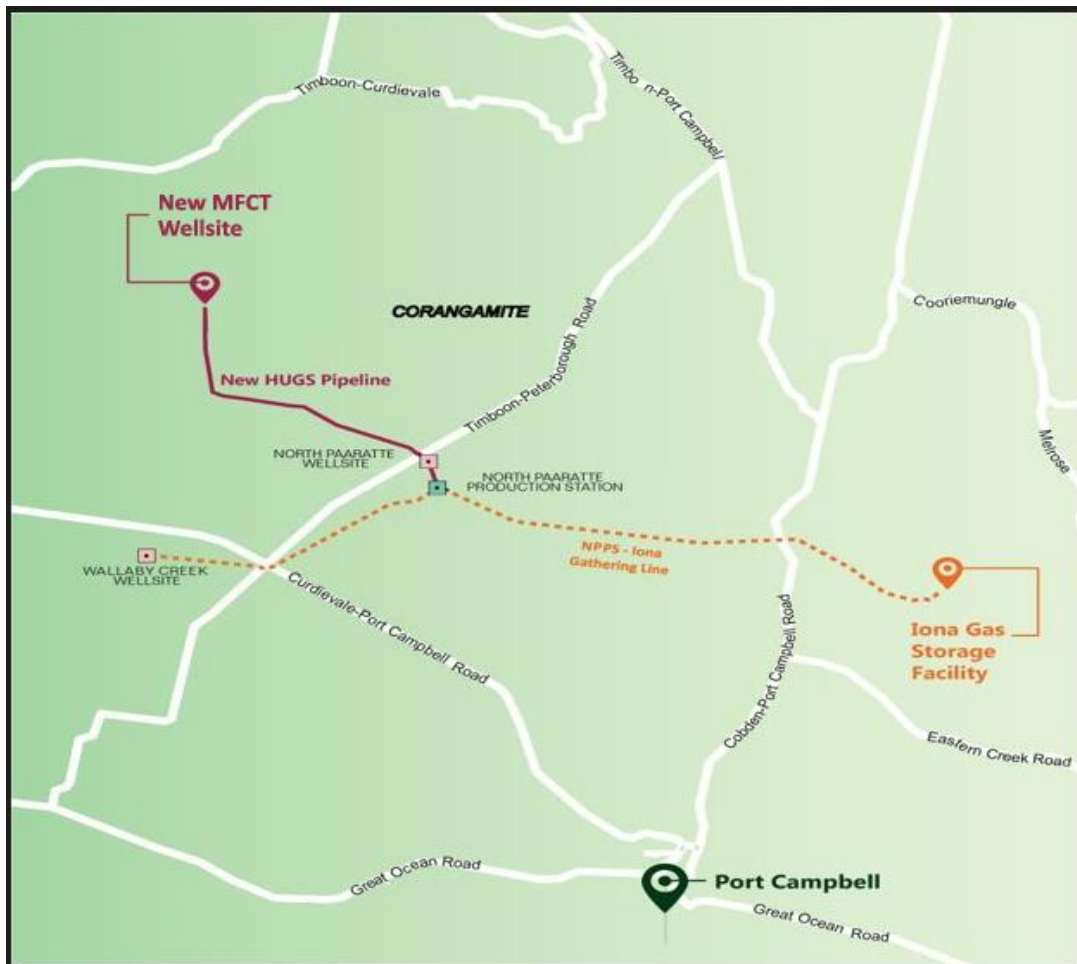 Timboon-Curdievale
Timbo n-Port Campbell
New MFCT
Wellsite
CORANGAMITE
Cooriemungle
Timboon-Peterborough Road
New HUGS Pipeline
Melrose
NORTH PAARATTE
WELLSITE
NORTH PAARATTE
PRODUCTION STATION
NPPS - Iona
Gathering Line
WALLABY CREEK
WELLSITE
Curdievale-Port Campbell Road
Iona Gas
Storage
Facility
Cobden-Port Campbell Road
Eastern Creek Road
Great Ocean Road
Port Campbell
Great Ocean Road